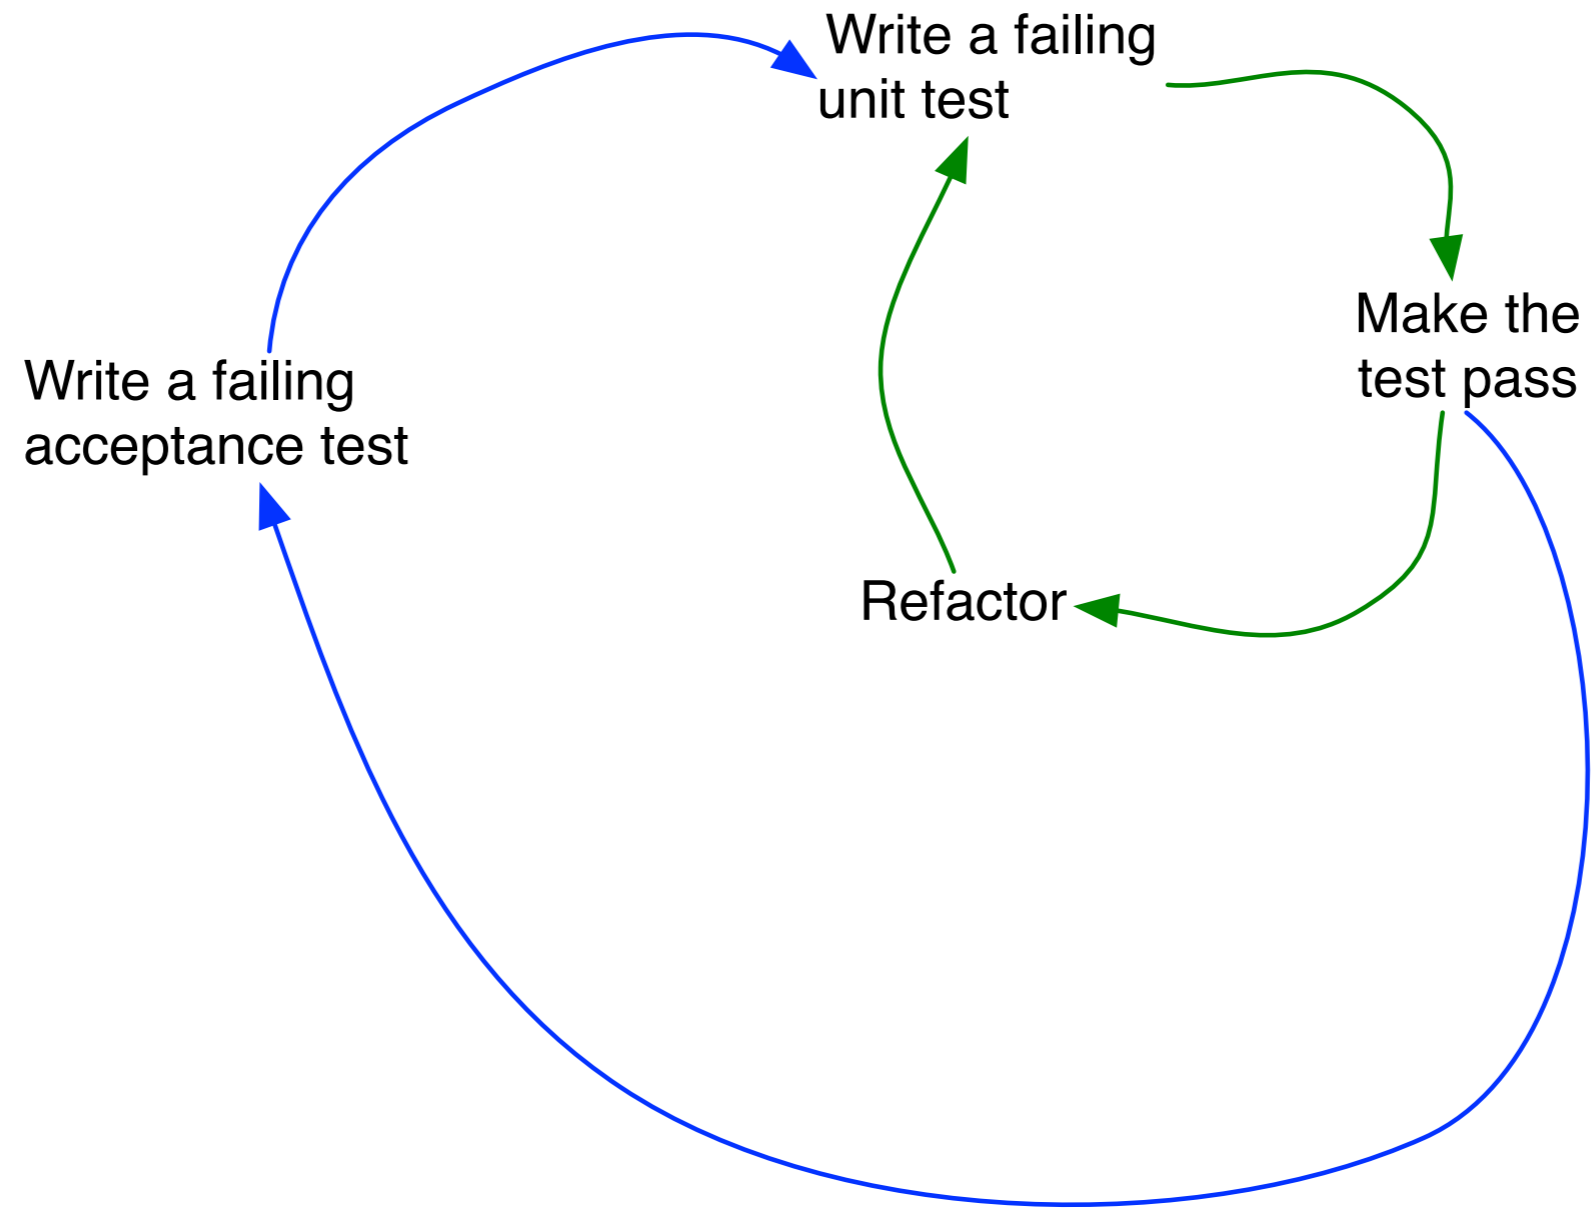 Write a failing
unit test
Make the
test pass
Write a failing
acceptance test
Refactor